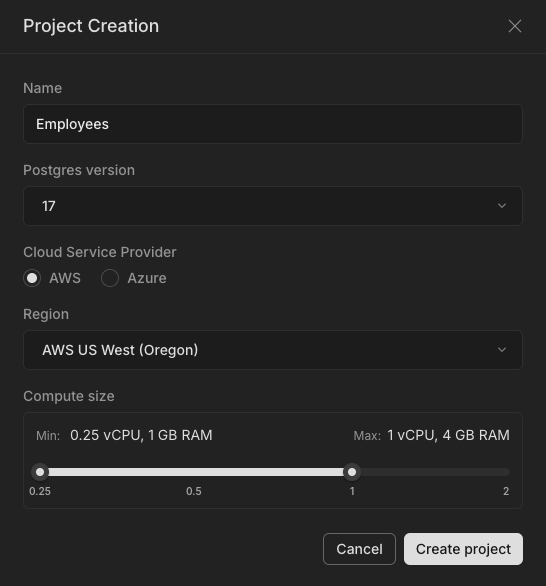 Project Creation
Name
Employees
Postgres version
17
Cloud Service Provider
AWS Azure
Region
AWS US West (Oregon)
Compute size
Min: 0.25 vCPU, 1 GB RAM Max: 1 vCPU, 4 GB RAM
0.25 0.5 1 2
Cancel Create project